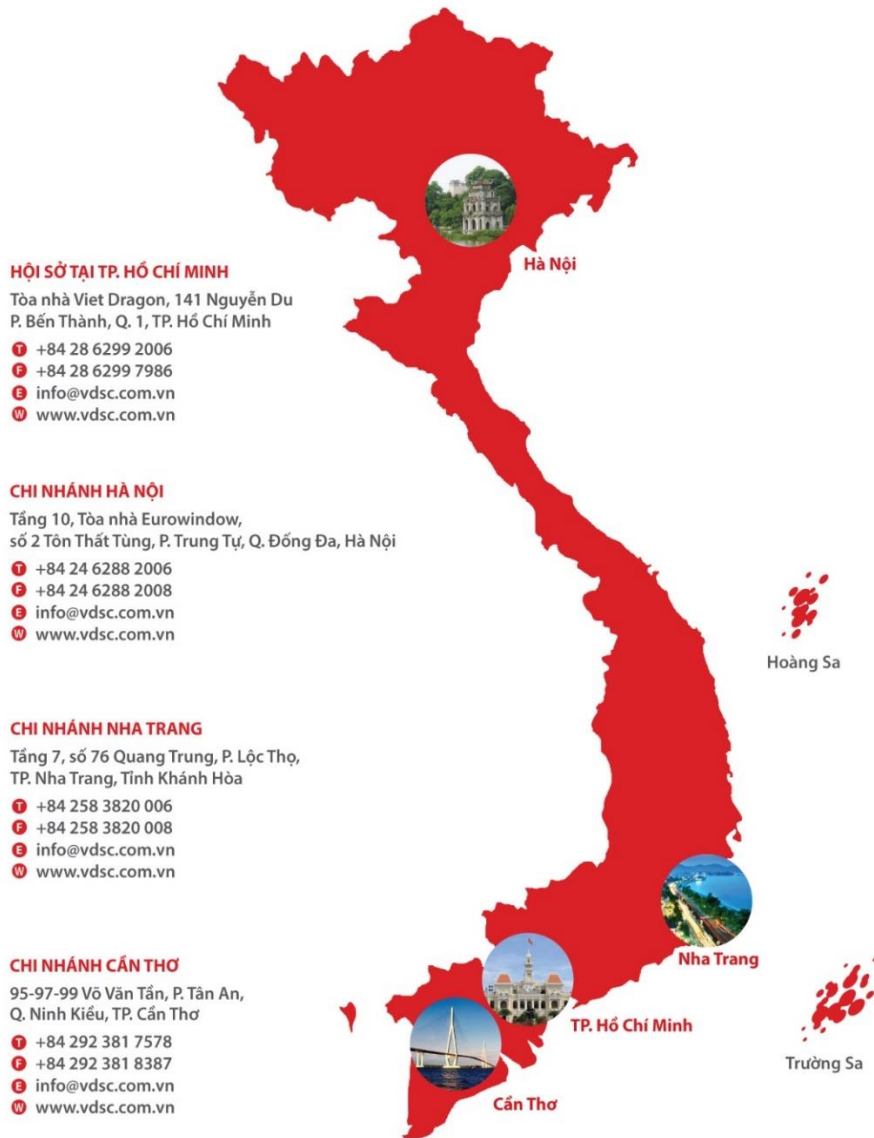 HỘI SỞ TẠI TP. HỒ CHÍ MINH
Tòa nhà Viet Dragon, 141 Nguyễn Du
P. Bến Thành, Q. 1, TP. Hồ Chí Minh
T +84 28 6299 2006
F +84 28 6299 7986
E info@vdsc.com.vn
W www.vdsc.com.vn
CHI NHÁNH HÀ NỘI
Tầng 10, Tòa nhà Eurowindow,
số 2 Tôn Thất Tùng, P. Trung Tự, Q. Đống Đa, Hà Nội
T +84 24 6288 2006
F +84 24 6288 2008
E info@vdsc.com.vn
W www.vdsc.com.vn
CHI NHÁNH NHA TRANG
Tầng 7, số 76 Quang Trung, P. Lộc Thọ,
TP. Nha Trang, Tỉnh Khánh Hòa
T +84 258 3820 006
F +84 258 3820 008
E info@vdsc.com.vn
W www.vdsc.com.vn
CHI NHÁNH CẦN THƠ
95-97-99 Võ Văn Tần, P. Tân An,
Q. Ninh Kiều, TP. Cần Thơ
T +84 292 381 7578
F +84 292 381 8387
E info@vdsc.com.vn
W www.vdsc.com.vn
Hà Nội
Hoàng Sa
Nha Trang
TP. Hồ Chí Minh
Trường Sa
Cần Thơ